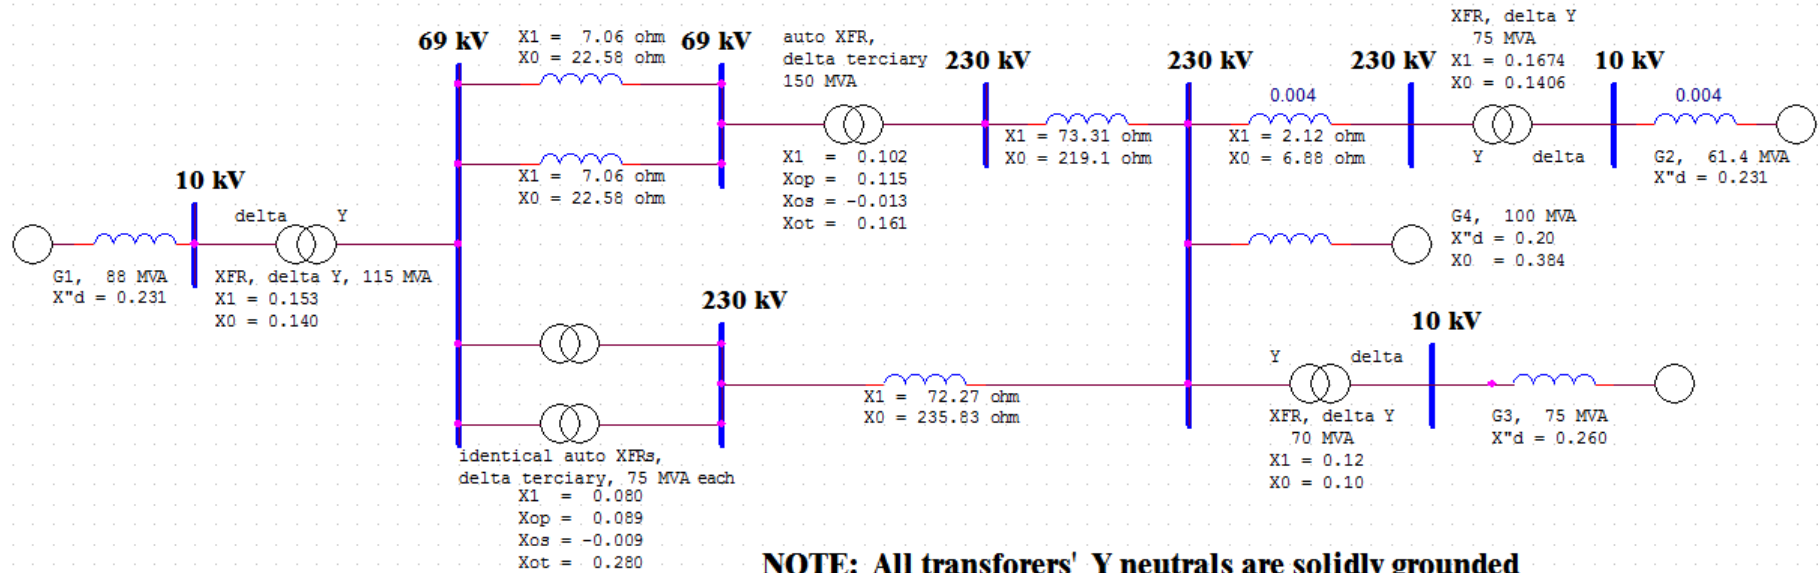 69 kV
X1 = 7.06 ohm
X0 = 22.58 ohm
69 kV
auto XFR,
delta terciary
150 MVA
230 kV
230 kV
230 kV
XFR, delta Y
75 MVA
X1 = 0.1674
X0 = 0.1406
10 kV
0.004
0.004
X1 = 73.31 ohm
X0 = 219.1 ohm
X1 = 2.12 ohm
X0 = 6.88 ohm
Y delta
G2, 61.4 MVA
X"d = 0.231
X1 = 0.102
Xop = 0.115
Xos = -0.013
Xot = 0.161
X1 = 7.06 ohm
X0 = 22.58 ohm
10 kV
delta Y
G1, 88 MVA
X"d = 0.231
XFR, delta Y, 115 MVA
X1 = 0.153
X0 = 0.140
G4, 100 MVA
X"d = 0.20
X0 = 0.384
230 kV
10 kV
X1 = 72.27 ohm
X0 = 235.83 ohm
Y delta
XFR, delta Y
70 MVA
X1 = 0.12
X0 = 0.10
G3, 75 MVA
X"d = 0.260
identical auto XFRs,
delta terciary, 75 MVA each
X1 = 0.080
Xop = 0.089
Xos = -0.009
Xot = 0.280
NOTE: All transforers' Y neutrals are solidly grounded